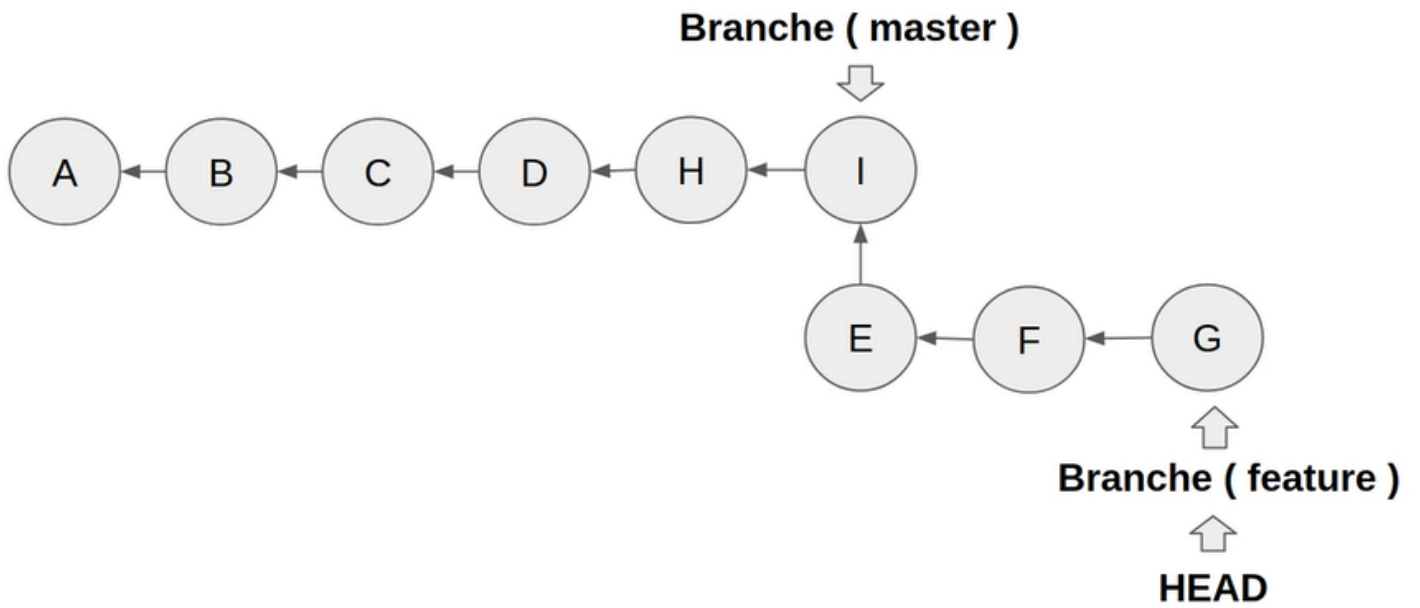 Branche ( master )
A B C D H I
E F G
Branche ( feature )
HEAD